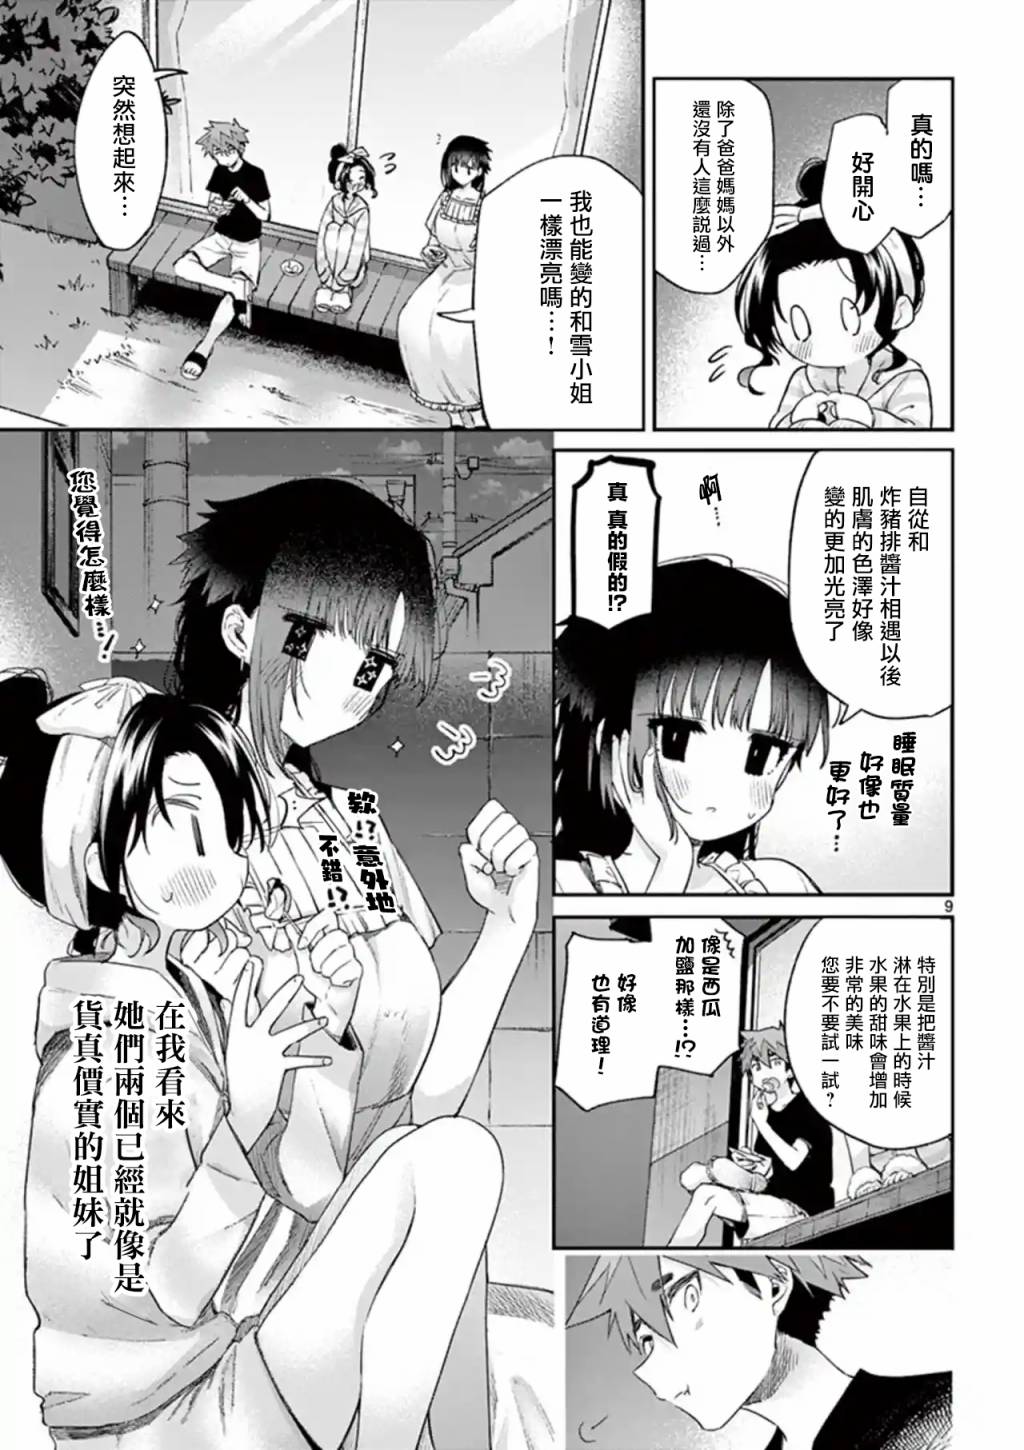 真的嗎…
好開心
除了爸爸媽媽以外
還沒有人這麼説過…
我也能變的和雪小姐
一樣漂亮嗎…！
突然想起來…
自從和
炸豬排醬汁相遇以後
肌膚的色澤好像
變的更加光亮了
啊…
真 真的假的!?
睡眠質量
好像也
更好了…
9
特別是把醬汁
淋在水果上的時候
水果的甜味會增加
非常的美味
您要不要試一試？
像是西瓜
加鹽那樣…!?
好像
也有道理！
您覺得怎麼樣…！
欸!?意外地
不錯!?
在我看來
她們兩個已經就像是
貨真價實的姐妹了